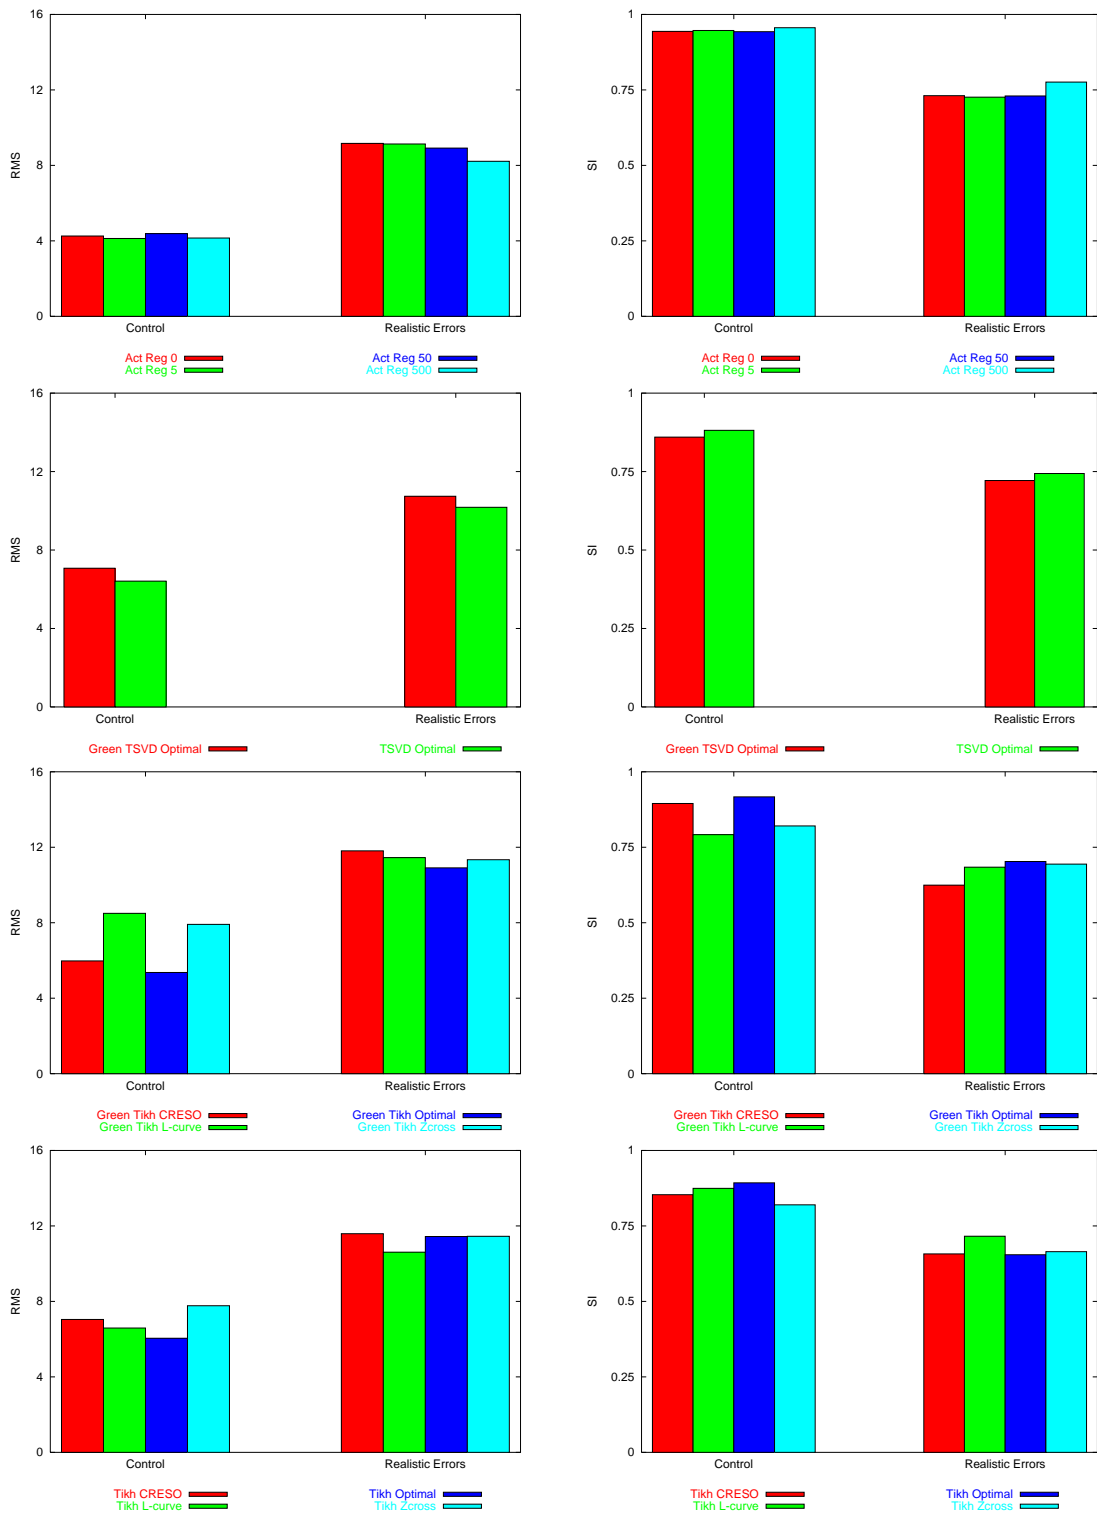 16
12
8
4
0
RMS
Control
Realistic Errors
Act Reg 0
Act Reg 5
Act Reg 50
Act Reg 500
1
0.75
0.5
0.25
0
SI
Control
Realistic Errors
Act Reg 0
Act Reg 5
Act Reg 50
Act Reg 500
16
12
8
4
0
RMS
Control
Realistic Errors
Green TSVD Optimal
TSVD Optimal
1
0.75
0.5
0.25
0
SI
Control
Realistic Errors
Green TSVD Optimal
TSVD Optimal
16
12
8
4
0
RMS
Control
Realistic Errors
Green Tikh CRESO
Green Tikh L-curve
Green Tikh Optimal
Green Tikh Zcross
1
0.75
0.5
0.25
0
SI
Control
Realistic Errors
Green Tikh CRESO
Green Tikh L-curve
Green Tikh Optimal
Green Tikh Zcross
16
12
8
4
0
RMS
Control
Realistic Errors
Tikh CRESO
Tikh L-curve
Tikh Optimal
Tikh Zcross
1
0.75
0.5
0.25
0
SI
Control
Realistic Errors
Tikh CRESO
Tikh L-curve
Tikh Optimal
Tikh Zcross